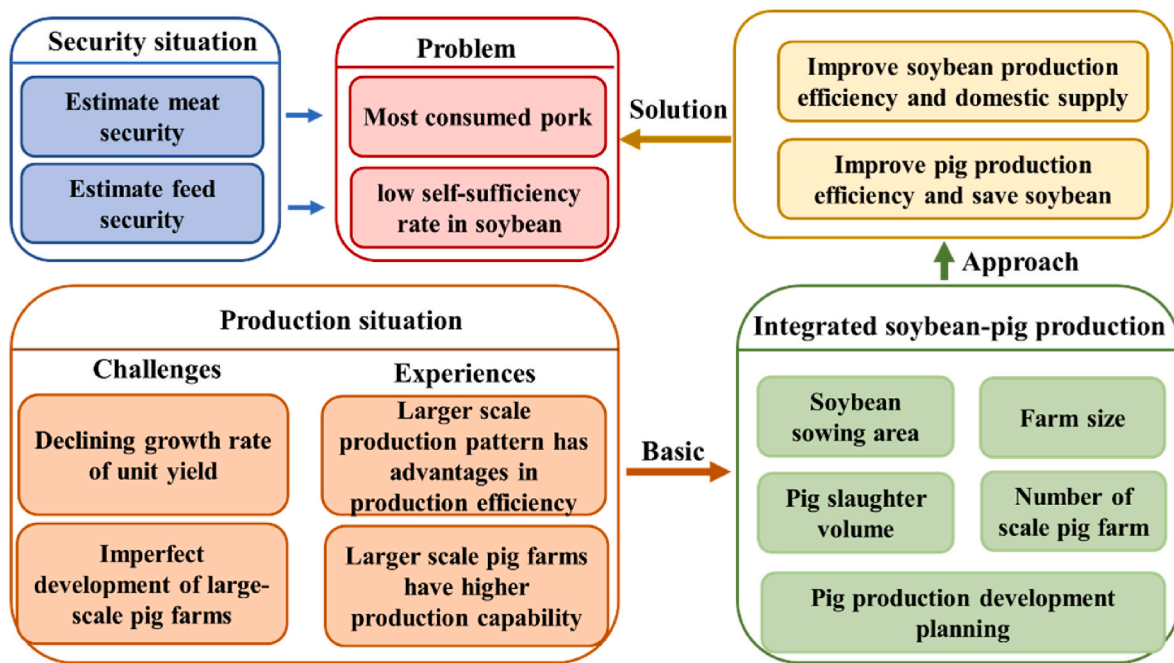 Security situation
Estimate meat
security
Estimate feed
security
Problem
Most consumed pork
low self-sufficiency
rate in soybean
Solution
Improve soybean production
efficiency and domestic supply
Improve pig production
efficiency and save soybean
Approach
Production situation
Challenges
Declining growth rate
of unit yield
Imperfect
development of large-
scale pig farms
Experiences
Larger scale
production pattern has
advantages in
production efficiency
Larger scale pig farms
have higher
production capability
Basic
Integrated soybean-pig production
Soybean
sowing area
Farm size
Pig slaughter
volume
Number of
scale pig farm
Pig production development
planning